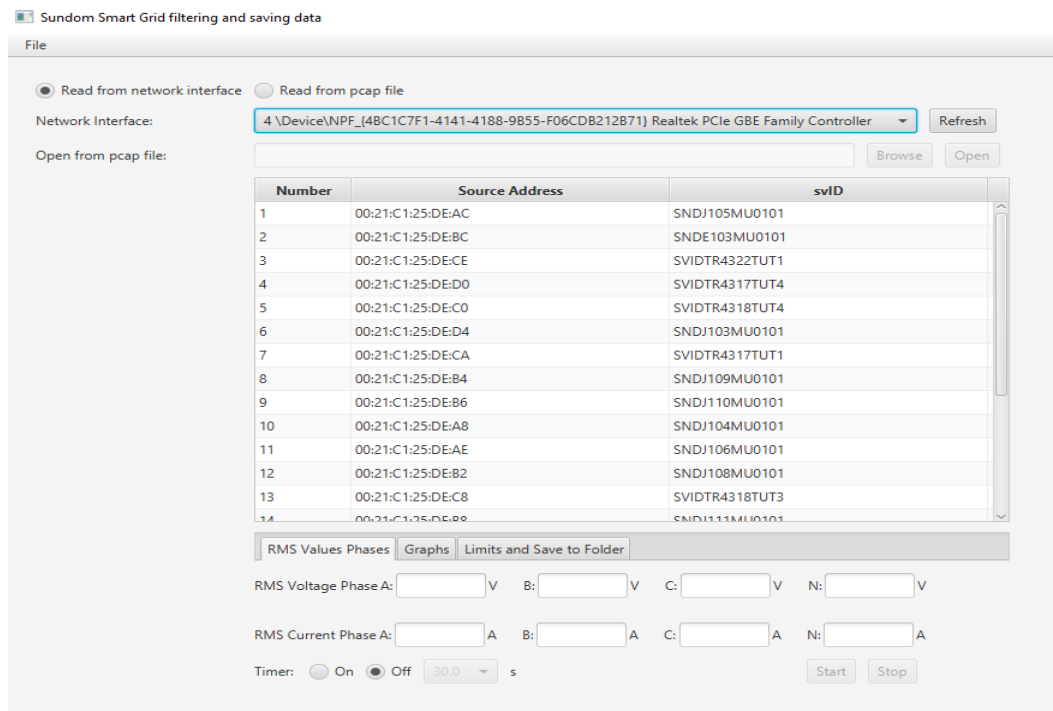 Sundom Smart Grid filtering and saving data
File
Read from network interface Read from pcap file
Network Interface: 4 \Device\NPF_{4BC1C7F1-4141-4188-9B55-F06CDB212B71} Realtek PCIe GBE Family Controller Refresh
Open from pcap file: Browse Open
Number Source Address svID
1 00:21:C1:25:DE:AC SNDJ105MU0101
2 00:21:C1:25:DE:BC SNDE103MU0101
3 00:21:C1:25:DE:CE SVIDTR4322TUT1
4 00:21:C1:25:DE:D0 SVIDTR4317TUT4
5 00:21:C1:25:DE:C0 SVIDTR4318TUT4
6 00:21:C1:25:DE:D4 SNDJ103MU0101
7 00:21:C1:25:DE:CA SVIDTR4317TUT1
8 00:21:C1:25:DE:B4 SNDJ109MU0101
9 00:21:C1:25:DE:B6 SNDJ110MU0101
10 00:21:C1:25:DE:A8 SNDJ104MU0101
11 00:21:C1:25:DE:AE SNDJ106MU0101
12 00:21:C1:25:DE:B2 SNDJ108MU0101
13 00:21:C1:25:DE:C8 SVIDTR4318TUT3
14 00:21:C1:25:DE:B8 SNDJ111MU0101
RMS Values Phases Graphs Limits and Save to Folder
RMS Voltage Phase A: V B: V C: V N: V
RMS Current Phase A: A B: A C: A N: A
Timer: On Off 30.0 s Start Stop